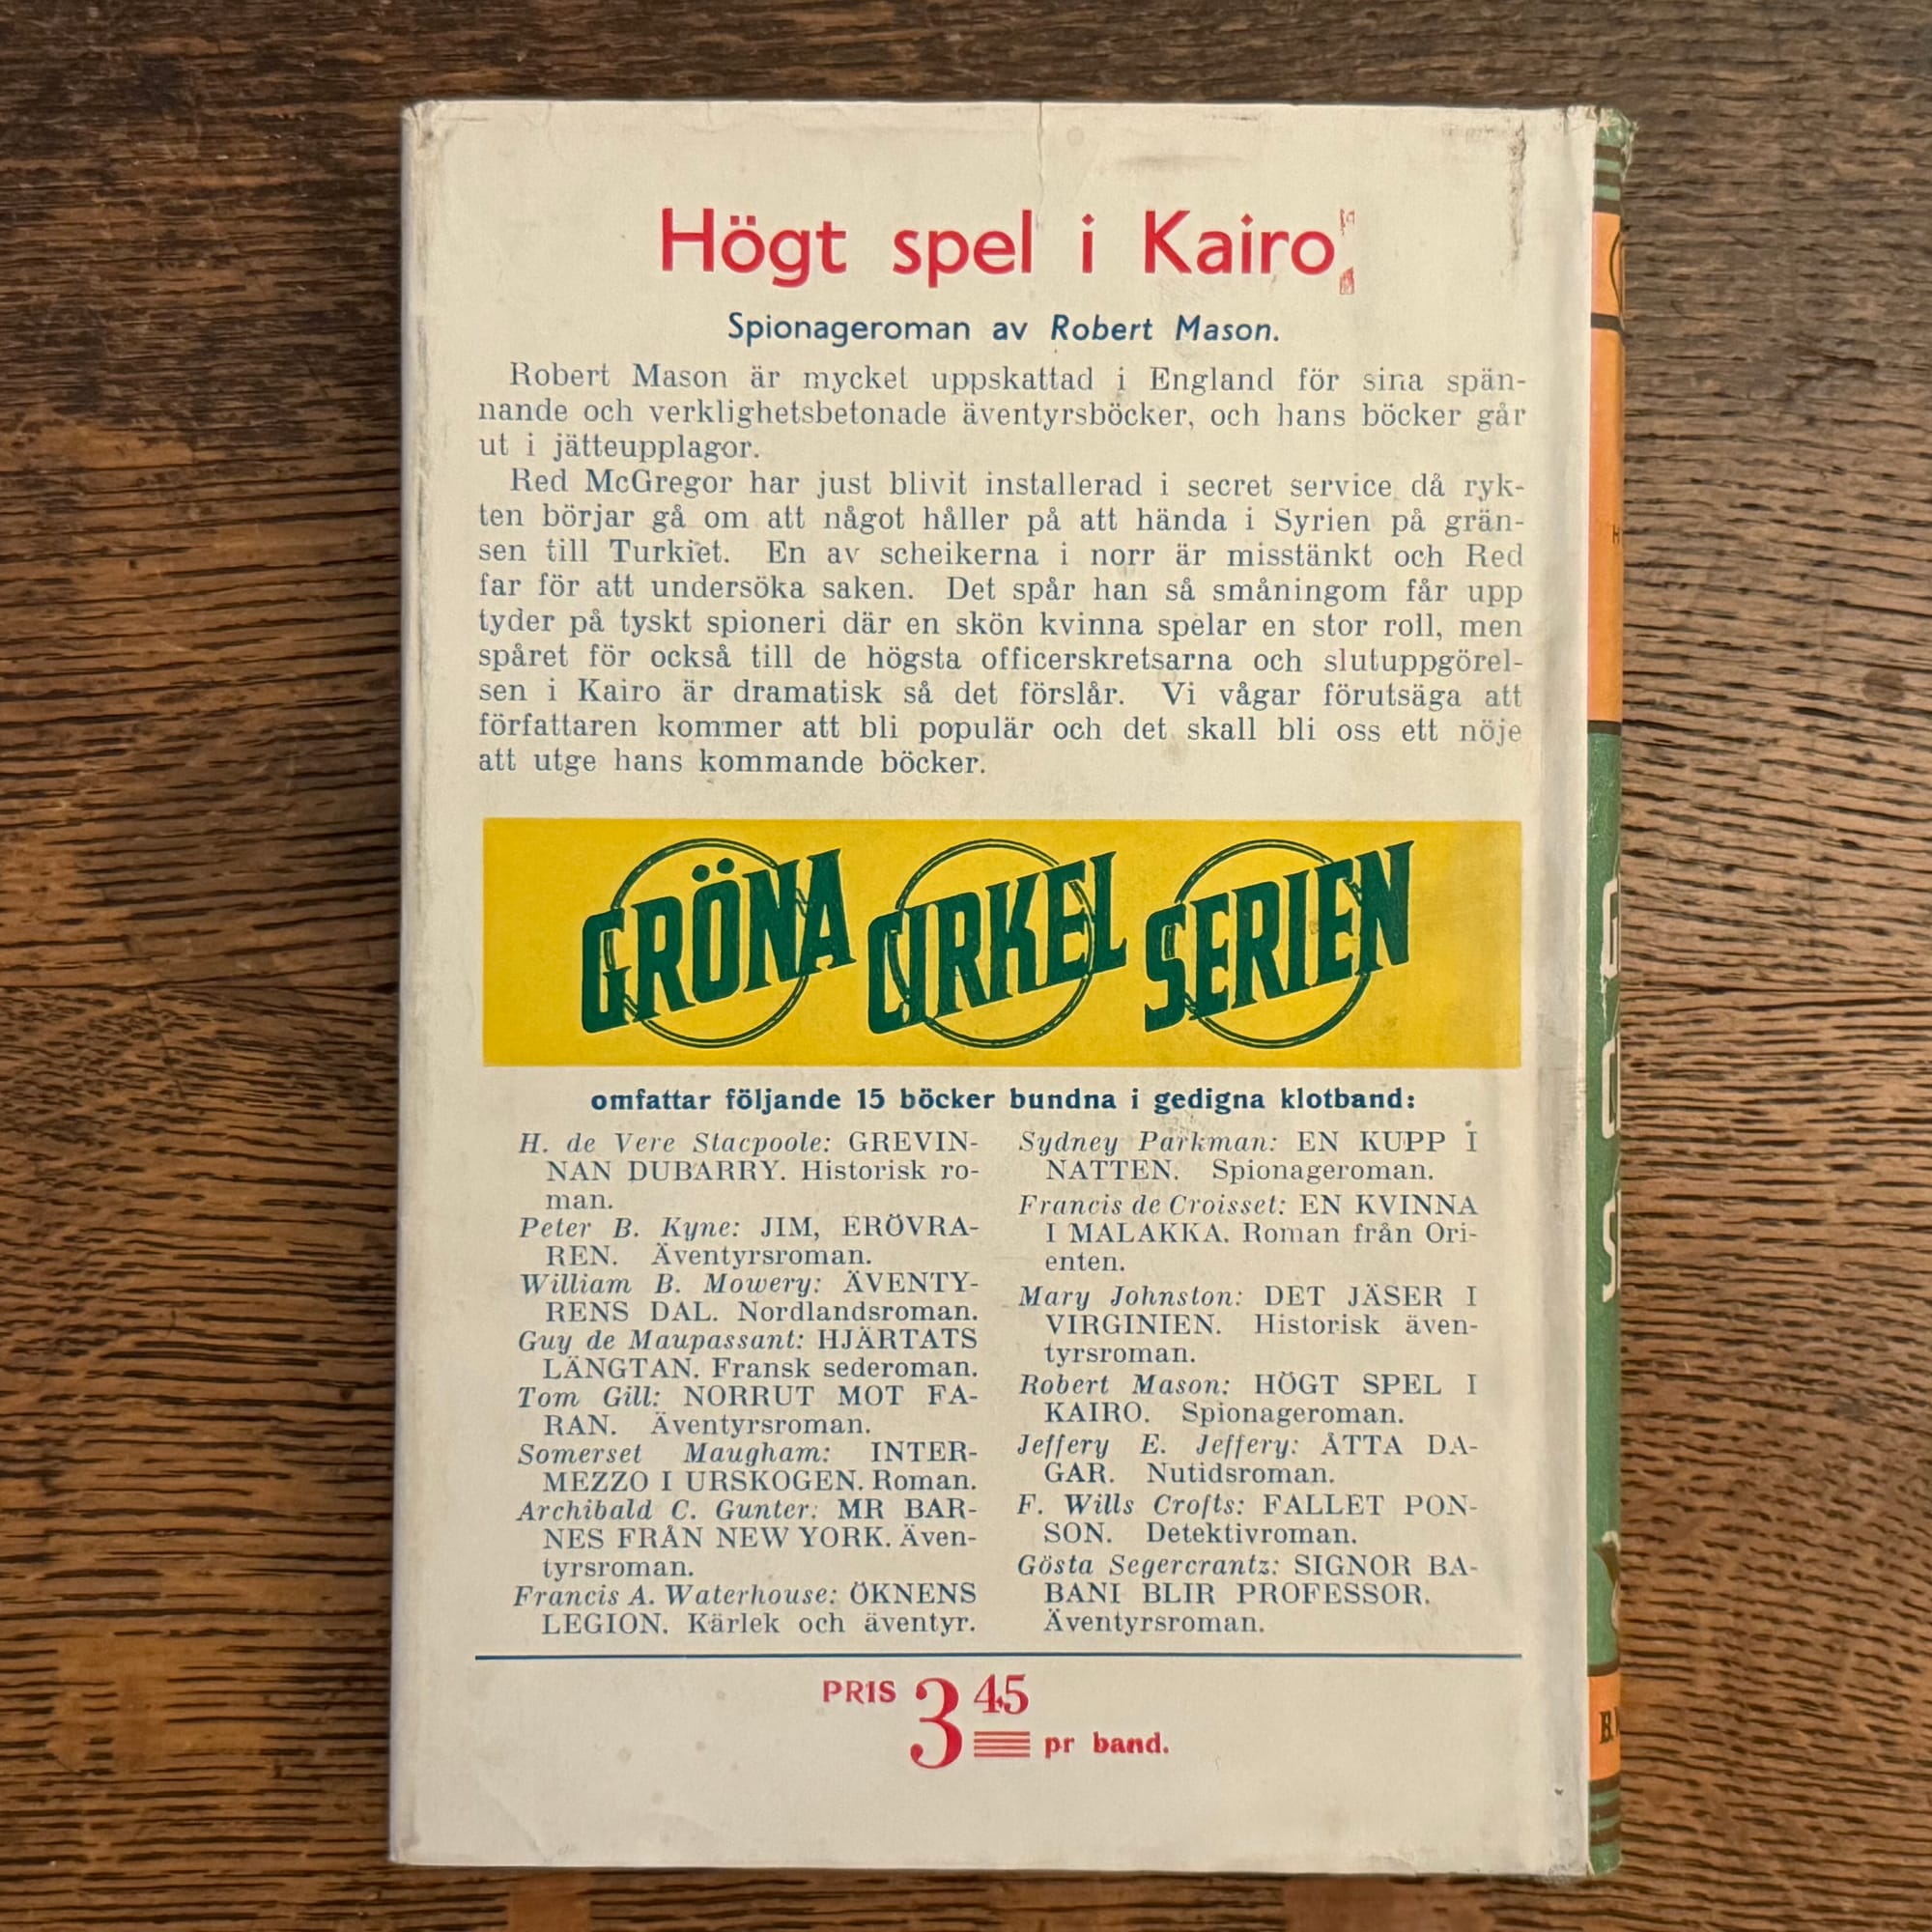 Högt spel i Kairo
Spionageroman av Robert Mason.
Robert Mason är mycket uppskattad i England för sina spän-
nande och verklighetsbetonade äventyrsböcker, och hans böcker går
ut i jätteupplagor.
Red McGregor har just blivit installerad i secret service då ryk-
ten börjar gå om att något håller på att hända i Syrien på grän-
sen till Turkiet. En av scheikerna i norr är misstänkt och Red
far för att undersöka saken. Det spår han så småningom får upp
tyder på tyskt spioneri där en skön kvinna spelar en stor roll, men
spåret för också till de högsta officerskretsarna och slutuppgörel-
sen i Kairo är dramatisk så det förslår. Vi vågar förutsäga att
författaren kommer att bli populär och det skall bli oss ett nöje
att utge hans kommande böcker.
GRÖNA CIRKEL SERIEN
omfattar följande 15 böcker bundna i gedigna klotband:
H. de Vere Stacpoole: GREVIN-
NAN DUBARRY. Historisk ro-
man.
Peter B. Kyne: JIM, ERÖVRA-
REN. Äventyrsroman.
William B. Mowery: ÄVENTY-
RENS DAL. Nordlandsroman.
Guy de Maupassant: HJÄRTATS
LÄNGTAN. Fransk sederoman.
Tom Gill: NORRUT MOT FA-
RAN. Äventyrsroman.
Somerset Maugham: INTER-
MEZZO I URSKOGEN. Roman.
Archibald C. Gunter: MR BAR-
NES FRÅN NEW YORK. Även-
tyrsroman.
Francis A. Waterhouse: ÖKNENS
LEGION. Kärlek och äventyr.
Sydney Parkman: EN KUPP I
NATTEN. Spionageroman.
Francis de Croisset: EN KVINNA
I MALAKKA. Roman från Ori-
enten.
Mary Johnston: DET JÄSER I
VIRGINIEN. Historisk även-
tyrsroman.
Robert Mason: HÖGT SPEL I
KAIRO. Spionageroman.
Jeffery E. Jeffery: ÅTTA DA-
GAR. Nutidsroman.
F. Wills Crofts: FALLET PON-
SON. Detektivroman.
Gösta Segercrantz: SIGNOR BA-
BANI BLIR PROFESSOR.
Äventyrsroman.
PRIS 3 45 pr band.